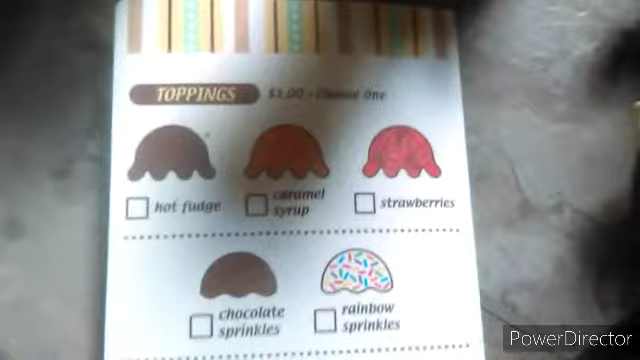 TOPPINGS $1.00 - Choose One
hot fudge
caramel
syrup
strawberries
chocolate
sprinkles
rainbow
sprinkles
PowerDirector